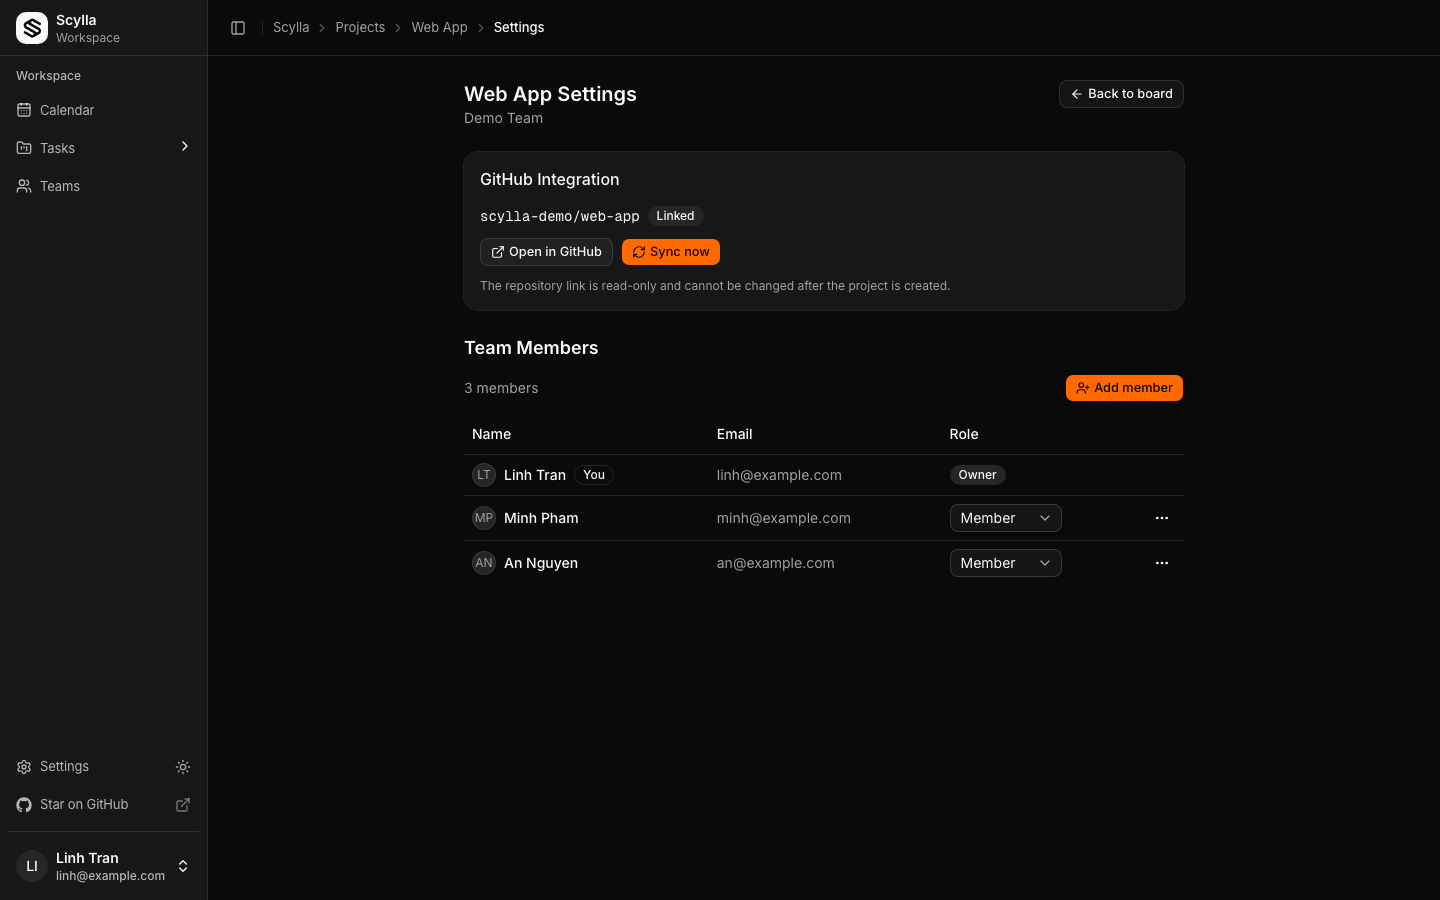 Scylla
Workspace
Workspace
Calendar
Tasks
Teams
Settings
Star on GitHub
LI
Linh Tran
linh@example.com
Scylla
Projects
Web App
Settings
Web App Settings
Back to board
Demo Team
GitHub Integration
scylla-demo/web-app Linked
Open in GitHub
Sync now
The repository link is read-only and cannot be changed after the project is created.
Team Members
3 members
Add member
Name Email Role
LT Linh Tran You linh@example.com Owner
MP Minh Pham minh@example.com Member
AN An Nguyen an@example.com Member